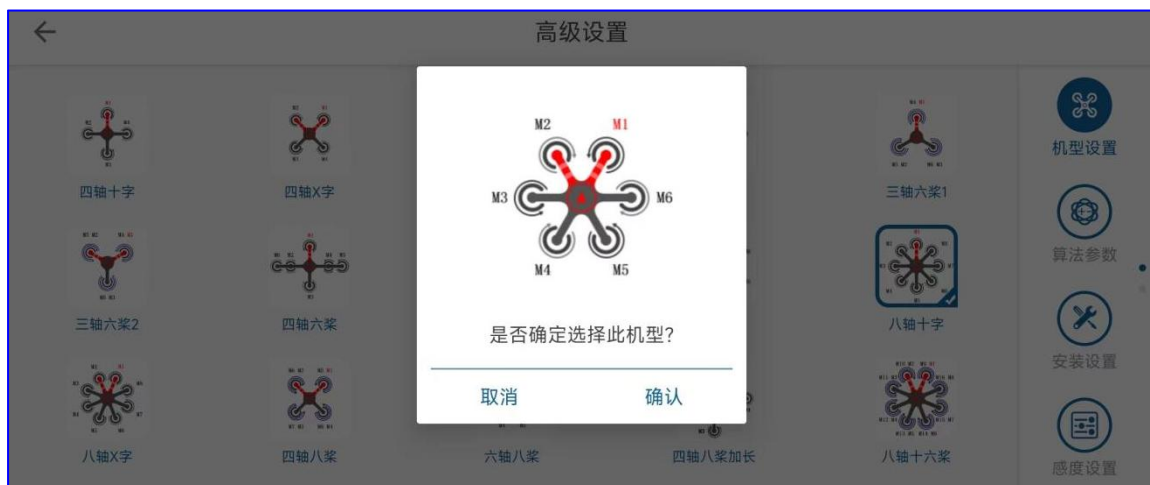 高级设置
M2 M1
M3 M6
M4 M5
是否确定选择此机型?
取消 确认
四轴十字
四轴X字
三轴六桨1
三轴六桨2
四轴六桨
八轴十字
八轴X字
四轴八桨
六轴八桨
四轴八桨加长
八轴十六桨
机型设置
算法参数
安装设置
感度设置